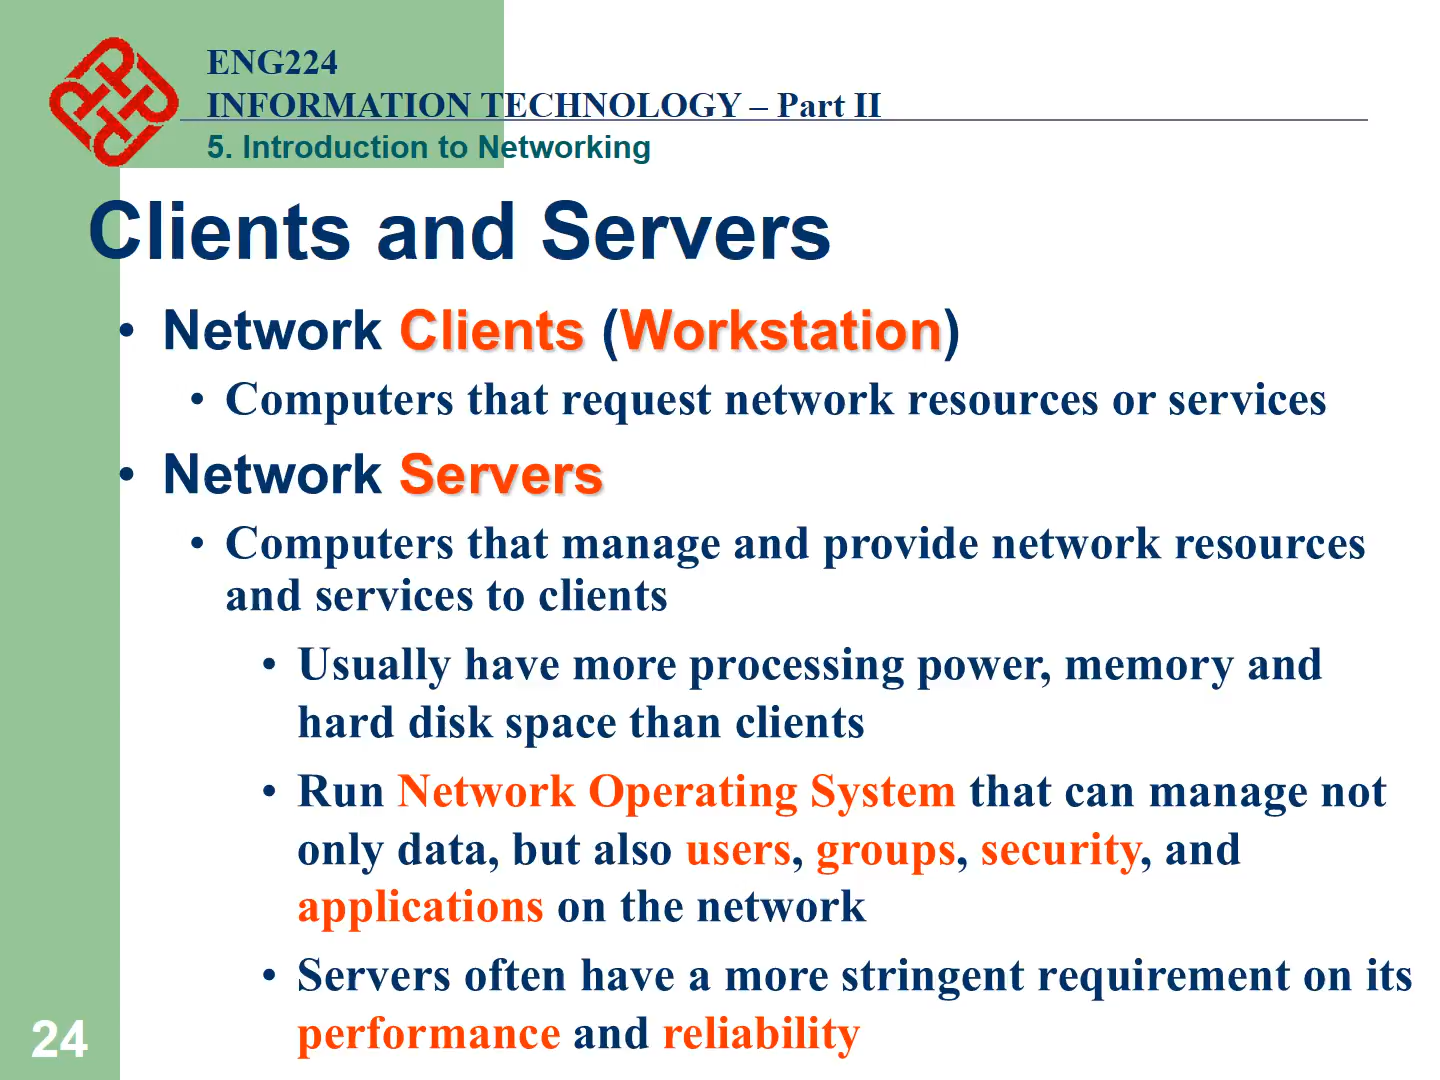 ENG224
INFORMATION TECHNOLOGY – Part II
5. Introduction to Networking
Clients and Servers
• Network Clients (Workstation)
• Computers that request network resources or services
• Network Servers
• Computers that manage and provide network resources
and services to clients
• Usually have more processing power, memory and
hard disk space than clients
• Run Network Operating System that can manage not
only data, but also users, groups, security, and
applications on the network
• Servers often have a more stringent requirement on its
performance and reliability
24